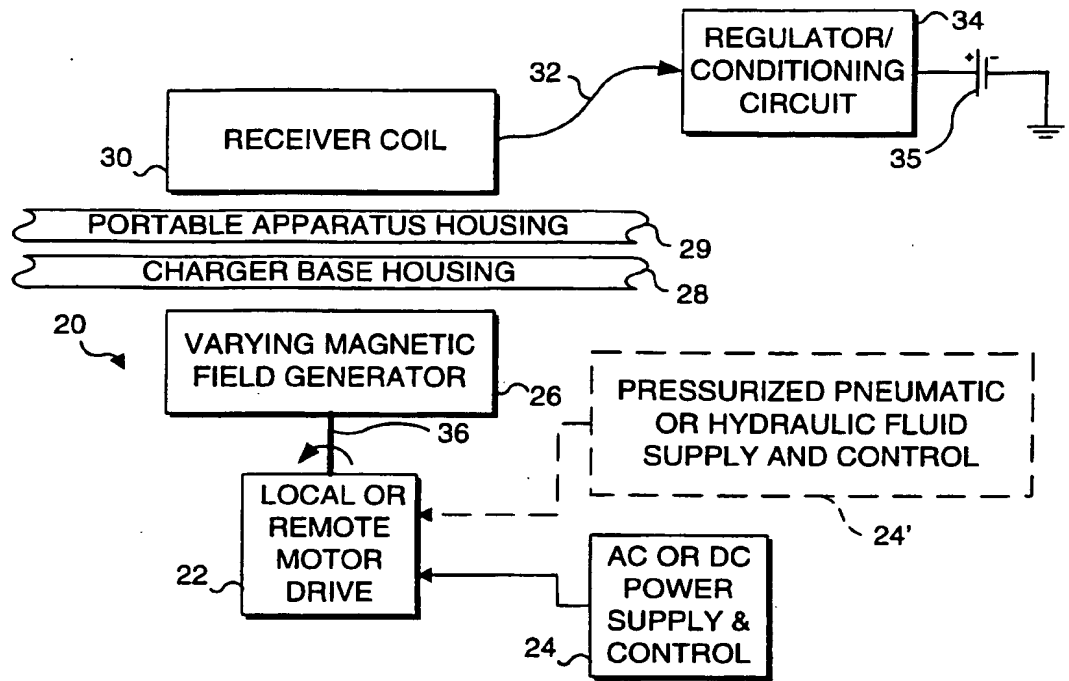 34
REGULATOR/
CONDITIONING
CIRCUIT
+ -
35
32
RECEIVER COIL
30
PORTABLE APPARATUS HOUSING
29
CHARGER BASE HOUSING
28
20
VARYING MAGNETIC
FIELD GENERATOR
26
36
PRESSURIZED PNEUMATIC
OR HYDRAULIC FLUID
SUPPLY AND CONTROL
24'
LOCAL OR
REMOTE
MOTOR
DRIVE
22
AC OR DC
POWER
SUPPLY &
CONTROL
24